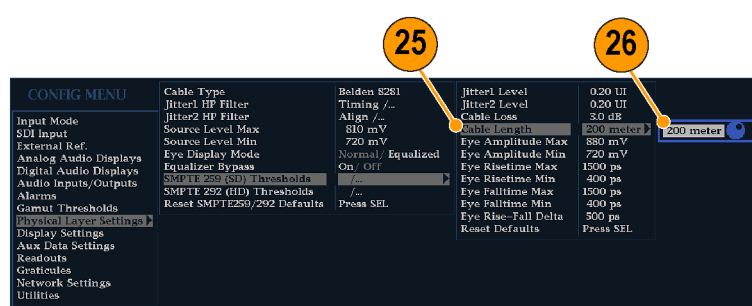 25
26
CONFIG MENU
Input Mode
SDI Input
External Ref.
Analog Audio Displays
Digital Audio Displays
Audio Inputs/Outputs
Alarms
Gamut Thresholds
Physical Layer Settings
Display Settings
Aux Data Settings
Readouts
Graticules
Network Settings
Utilities
Cable Type Belden 8281
Jitter1 HP Filter Timing /...
Jitter2 HP Filter Align /...
Source Level Max 810 mV
Source Level Min 720 mV
Eye Display Mode Normal/ Equalized
Equalizer Bypass On/ Off
SMPTE 259 (SD) Thresholds /...
SMPTE 292 (HD) Thresholds /...
Reset SMPTE259/292 Defaults Press SEL
Jitter1 Level 0.20 UI
Jitter2 Level 0.20 UI
Cable Loss 3.0 dB
Cable Length 200 meter
Eye Amplitude Max 880 mV
Eye Amplitude Min 720 mV
Eye Risetime Max 1500 ps
Eye Risetime Min 400 ps
Eye Falltime Max 1500 ps
Eye Falltime Min 400 ps
Eye Rise-Fall Delta 500 ps
Reset Defaults Press SEL
200 meter